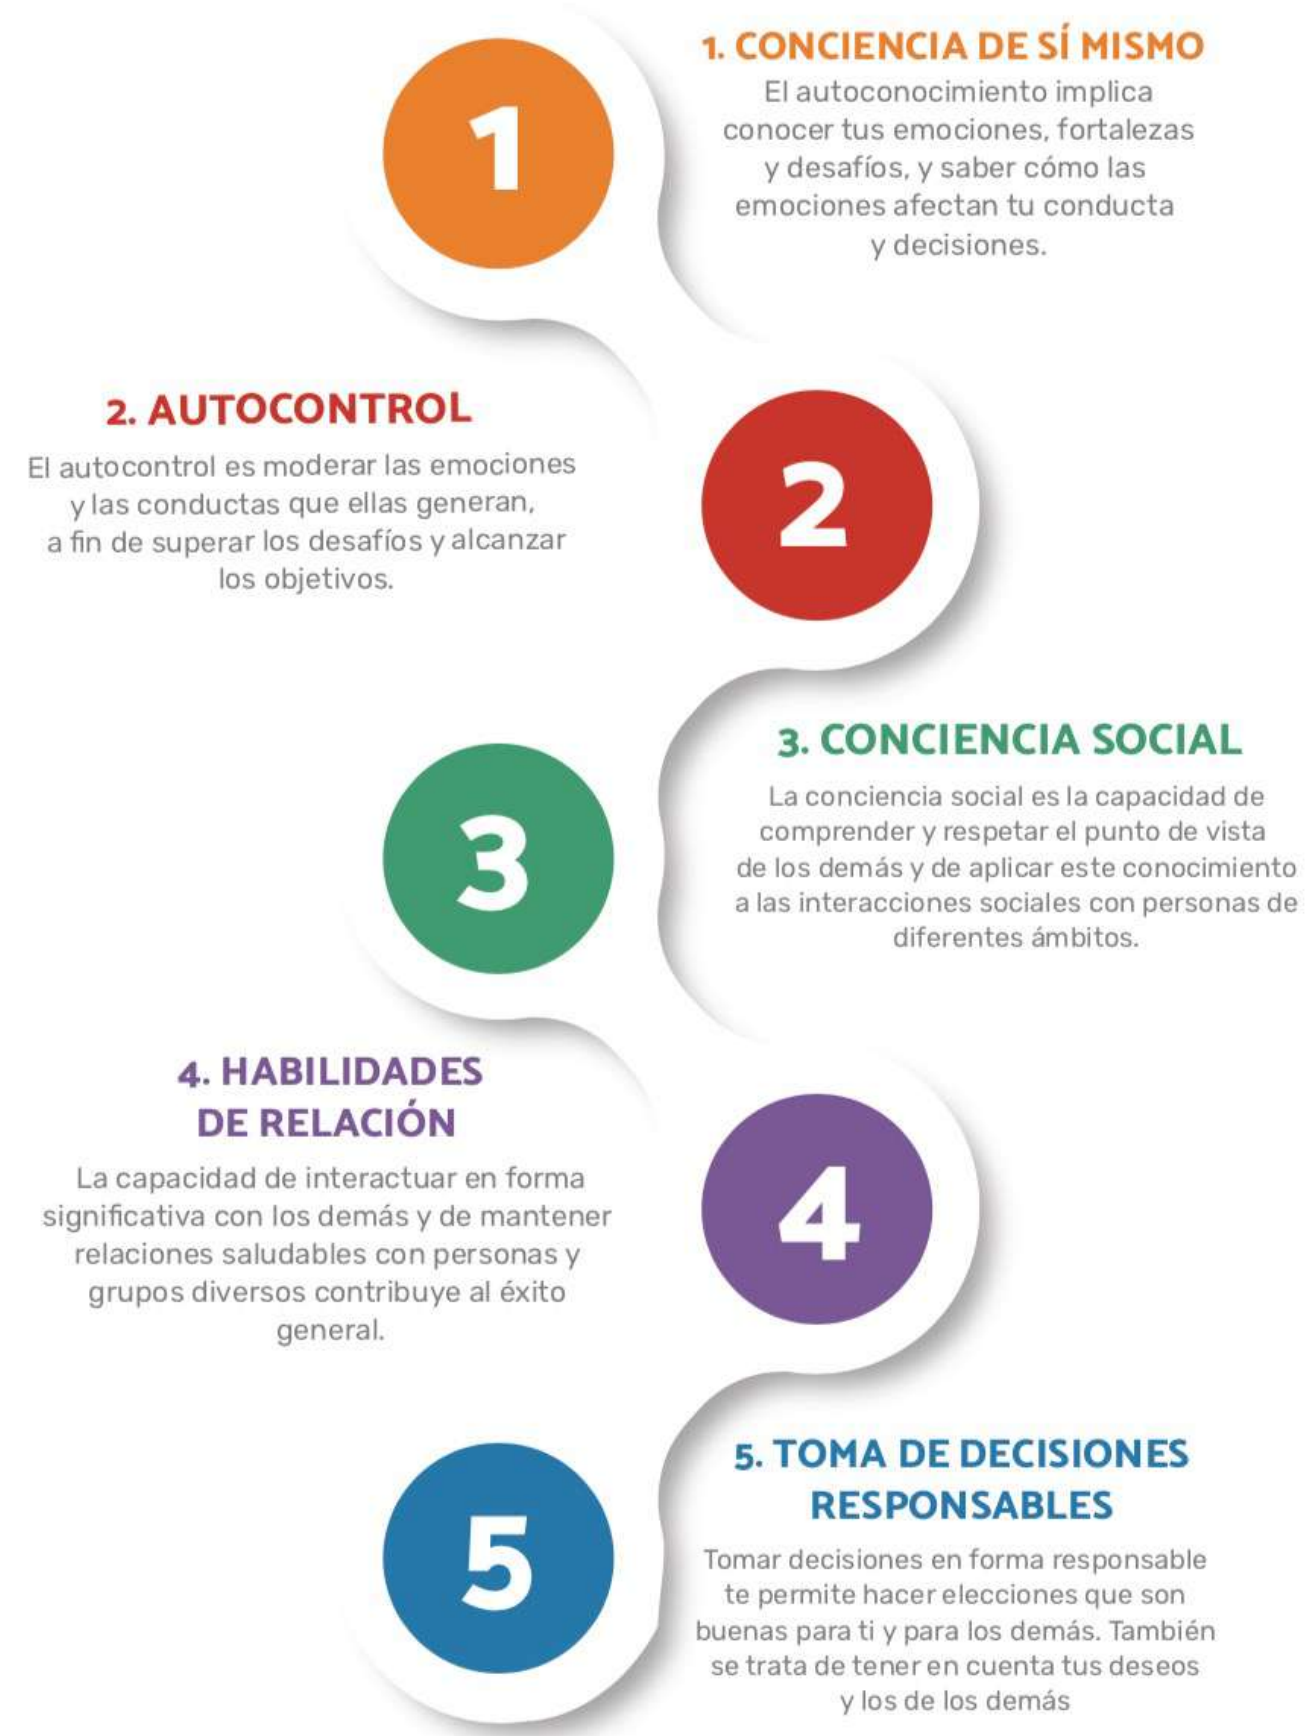 1
1. CONCIENCIA DE SÍ MISMO
El autoconocimiento implica
conocer tus emociones, fortalezas
y desafíos, y saber cómo las
emociones afectan tu conducta
y decisiones.
2. AUTOCONTROL
El autocontrol es moderar las emociones
y las conductas que ellas generan,
a fin de superar los desafíos y alcanzar
los objetivos.
2
3
3. CONCIENCIA SOCIAL
La conciencia social es la capacidad de
comprender y respetar el punto de vista
de los demás y de aplicar este conocimiento
a las interacciones sociales con personas de
diferentes ámbitos.
4. HABILIDADES
DE RELACIÓN
La capacidad de interactuar en forma
significativa con los demás y de mantener
relaciones saludables con personas y
grupos diversos contribuye al éxito
general.
4
5
5. TOMA DE DECISIONES
RESPONSABLES
Tomar decisiones en forma responsable
te permite hacer elecciones que son
buenas para ti y para los demás. También
se trata de tener en cuenta tus deseos
y los de los demás